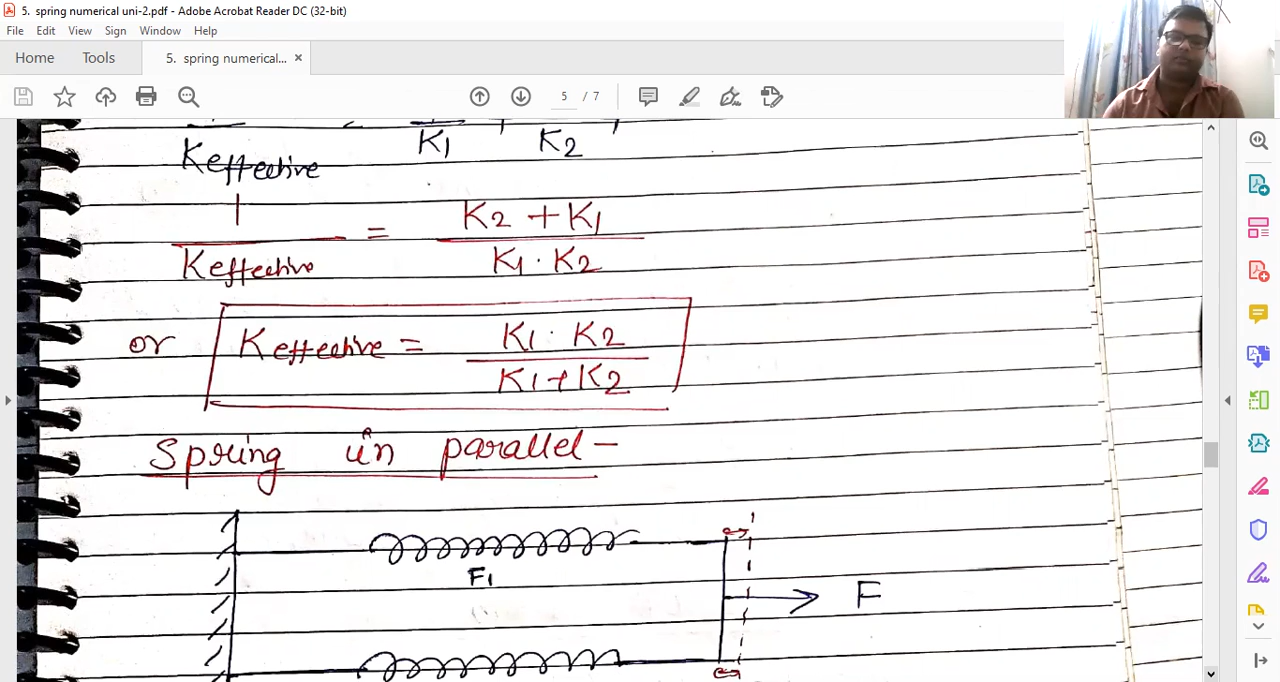 5. spring numerical uni-2.pdf - Adobe Acrobat Reader DC (32-bit)
File Edit View Sign Window Help
Home Tools 5. spring numerical... ×
5 / 7
Keffective K1 K2
1 / Keffective = K2 + K1 / K1 · K2
or Keffective = K1 · K2 / K1 + K2
Spring in parallel -
F1
F